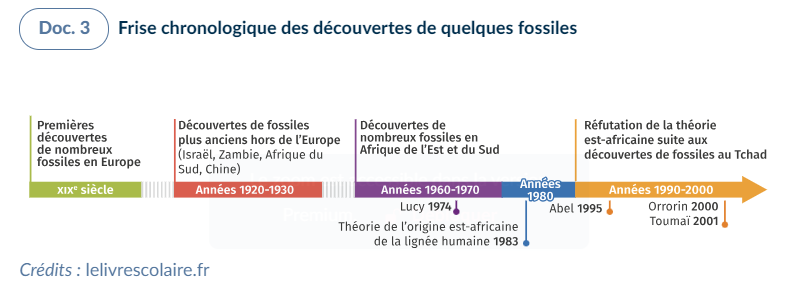 Doc. 3
Frise chronologique des découvertes de quelques fossiles
Premières
découvertes
de nombreux
fossiles en Europe
Découvertes de fossiles
plus anciens hors de l'Europe
(Israël, Zambie, Afrique du
Sud, Chine)
Découvertes de
nombreux fossiles en
Afrique de l'Est et du Sud
Réfutation de la théorie
est-africaine suite aux
découvertes de fossiles au Tchad
XIXe siècle
Années 1920-1930
Années 1960-1970
Années
1980
Années 1990-2000
Lucy 1974
Théorie de l'origine est-africaine
de la lignée humaine 1983
Abel 1995
Orrorin 2000
Toumaï 2001
Crédits : lelivrescolaire.fr